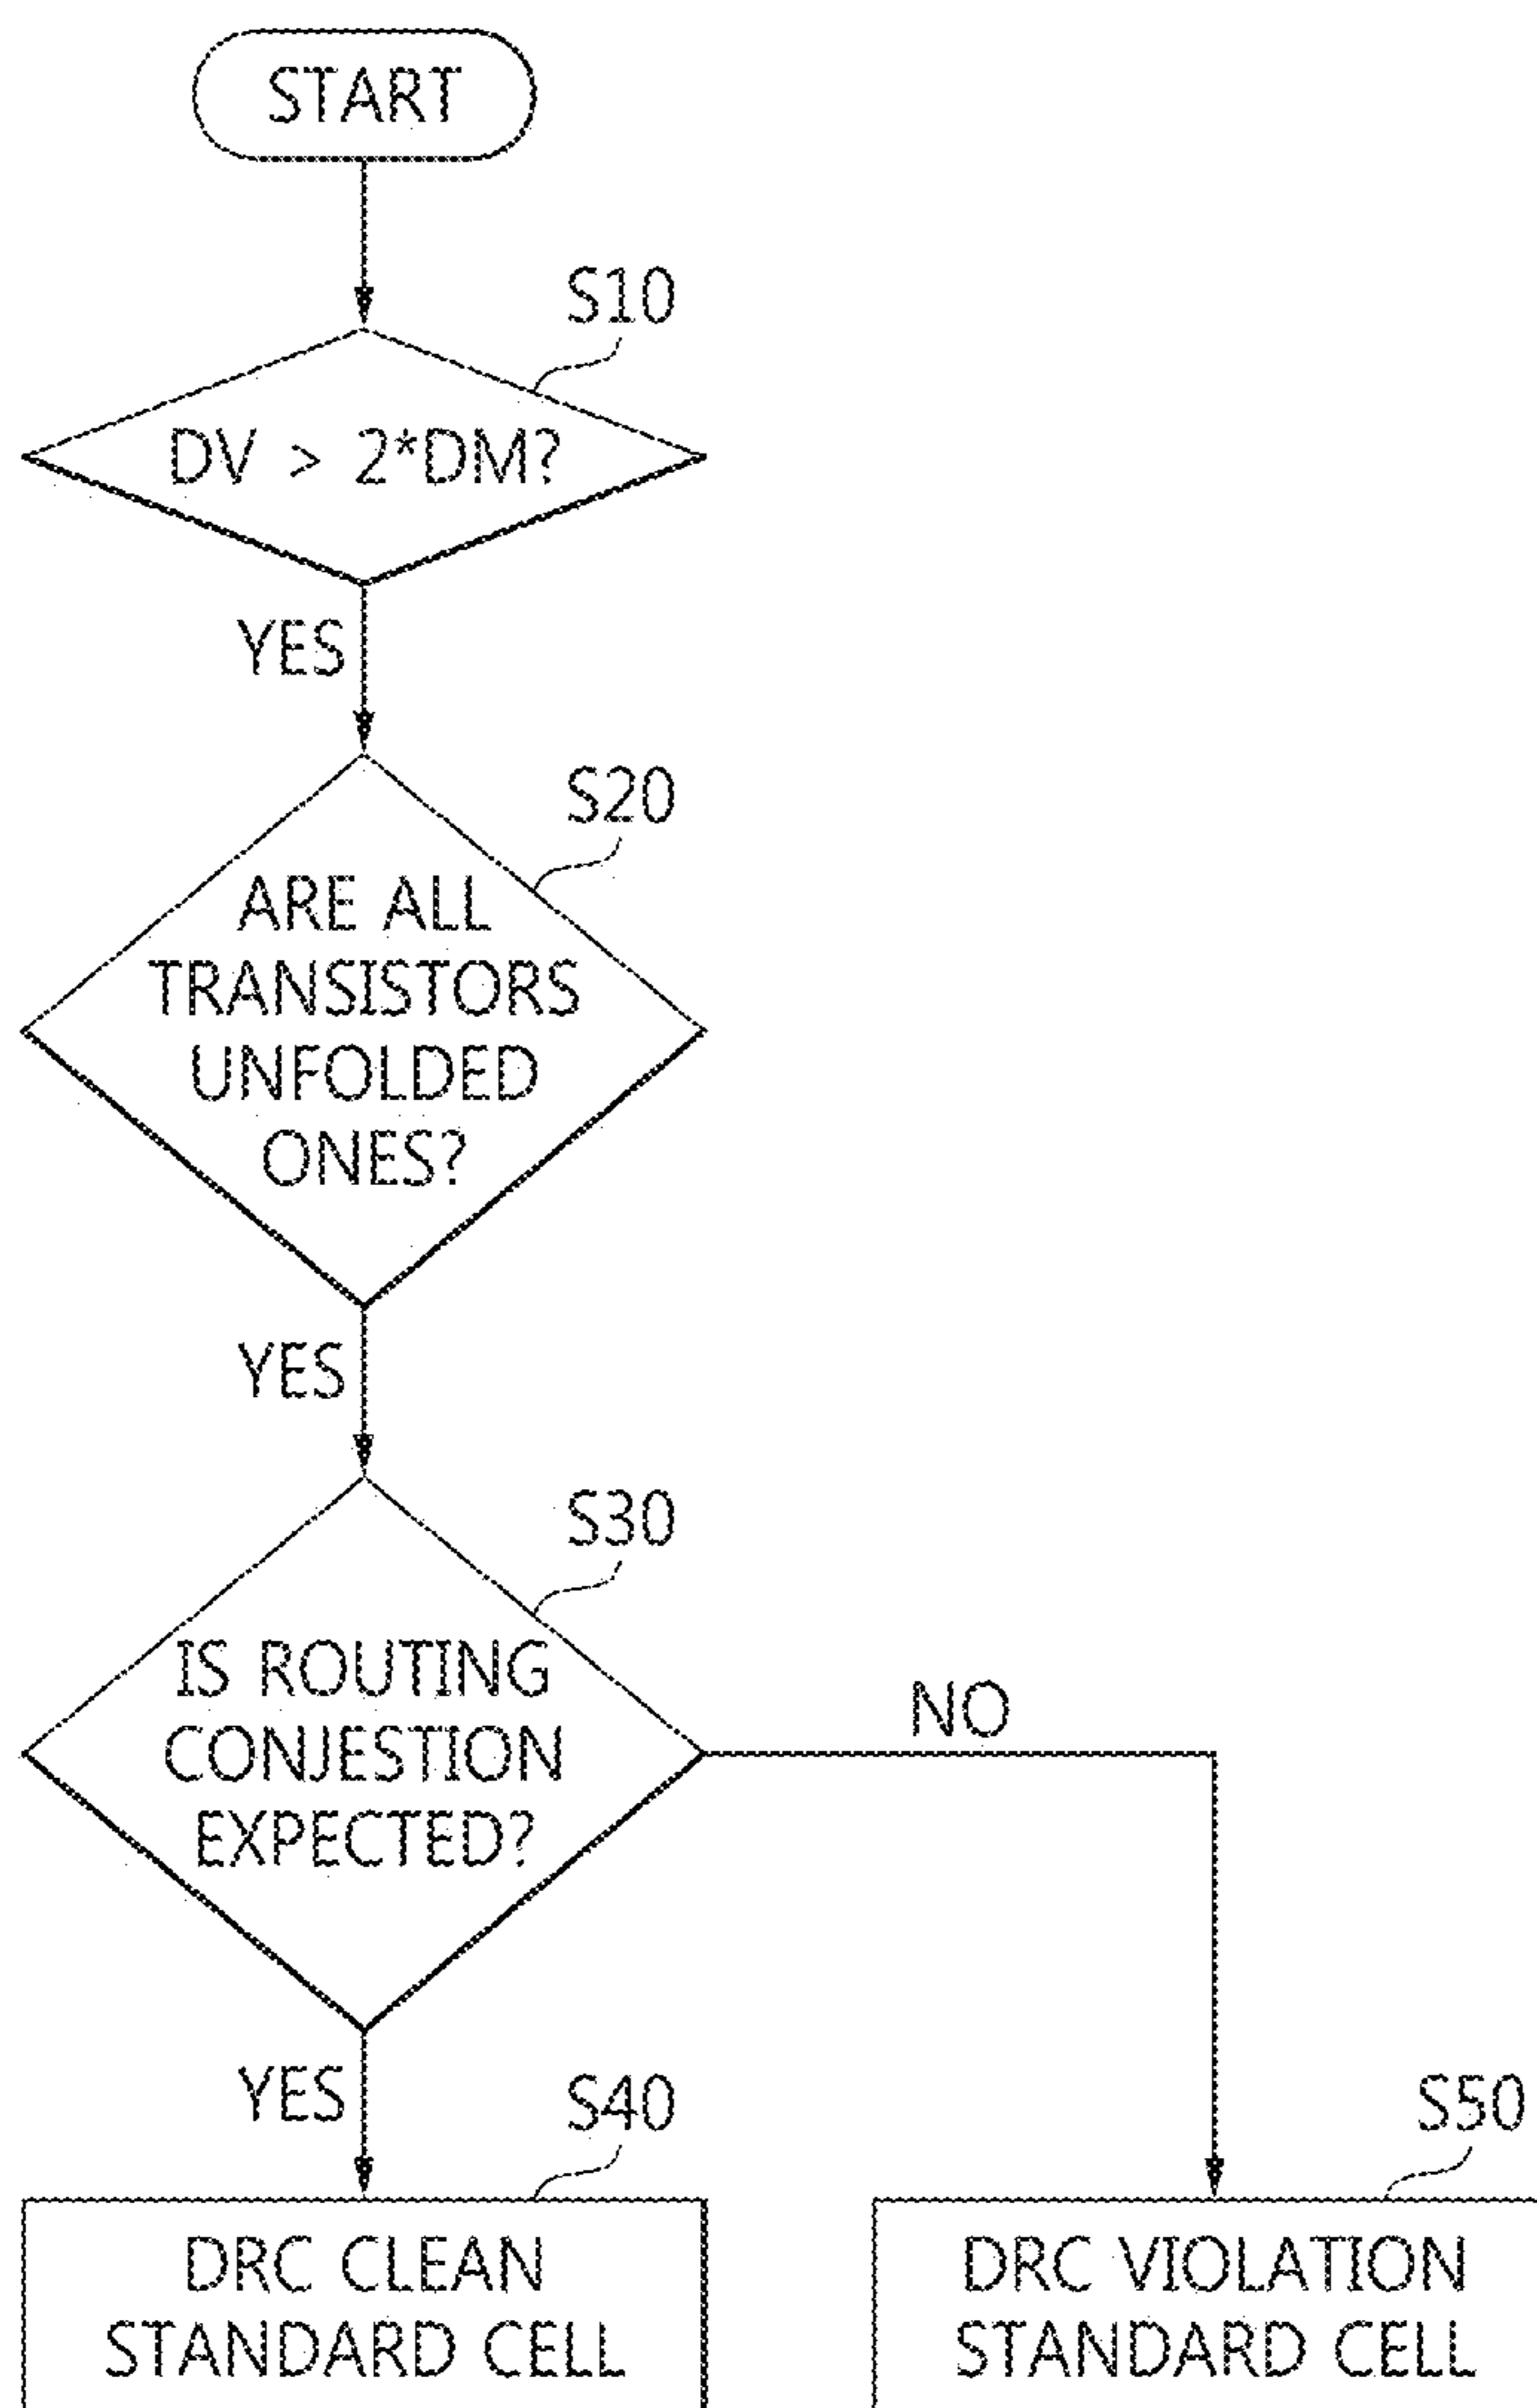 START
S10
DV > 2*DM?
YES
S20
ARE ALL
TRANSISTORS
UNFOLDED
ONES?
YES
S30
IS ROUTING
CONJESTION
EXPECTED?
NO
YES
S40
S50
DRC CLEAN
STANDARD CELL
DRC VIOLATION
STANDARD CELL